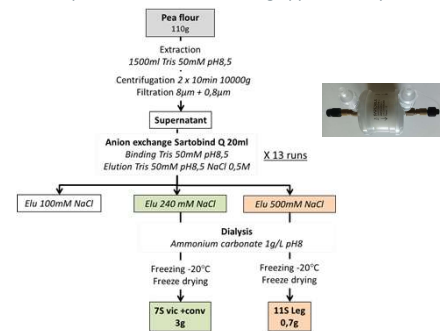 Pea flour
110g
Extraction
1500ml Tris 50mM pH8,5
Centrifugation 2 x 10min 10000g
Filtration 8µm + 0,8µm
Supernatant
Anion exchange Sartobind Q 20ml
Binding Tris 50mM pH8,5
Elution Tris 50mM pH8,5 NaCl 0,5M
X 13 runs
Elu 100mM NaCl
Elu 240 mM NaCl
Elu 500mM NaCl
Dialysis
Ammonium carbonate 1g/L pH8
Freezing -20°C
Freeze drying
Freezing -20°C
Freeze drying
7S vic +conv
3g
11S Leg
0,7g